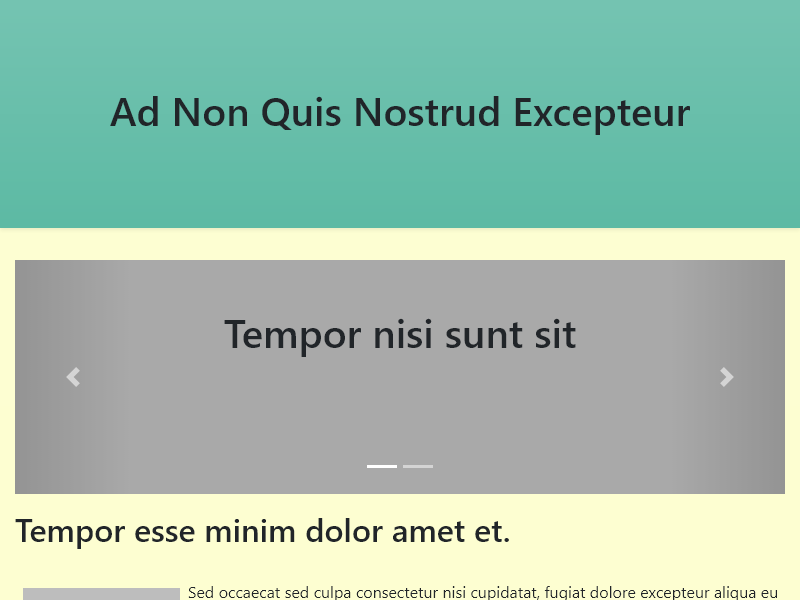 Ad Non Quis Nostrud Excepteur
Tempor nisi sunt sit
Tempor esse minim dolor amet et.
Sed occaecat sed culpa consectetur nisi cupidatat, fugiat dolore excepteur aliqua eu